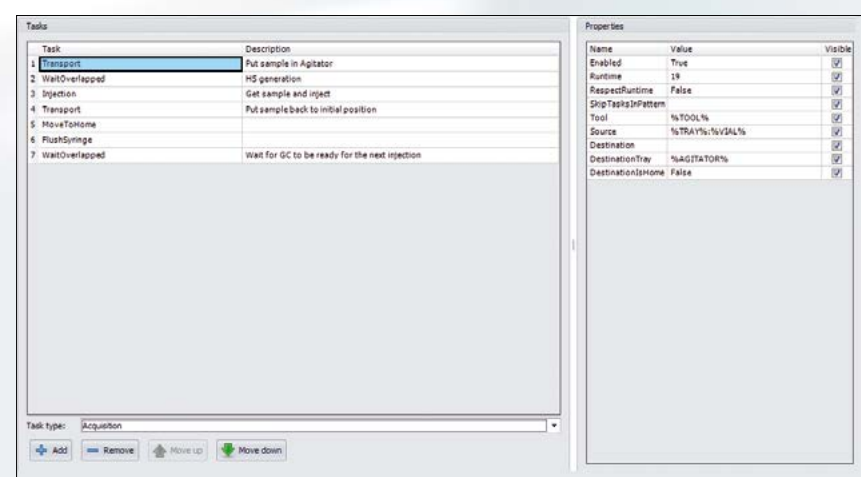 Tasks
Task Description
1 Transport Put sample in Agitator
2 WaitOverlapped HS generation
3 Injection Get sample and inject
4 Transport Put sample back to initial position
5 MoveToHome
6 FlushSyringe
7 WaitOverlapped Wait for GC to be ready for the next injection
Task type: Acquisition
Add Remove Move up Move down
Properties
Name Value Visible
Enabled True
Runtime 19
RespectRuntime False
SkipTasksInPattern
Tool %TOOL%
Source %TRAY%:%VIAL%
Destination
DestinationTray %AGITATOR%
DestinationIsHome False